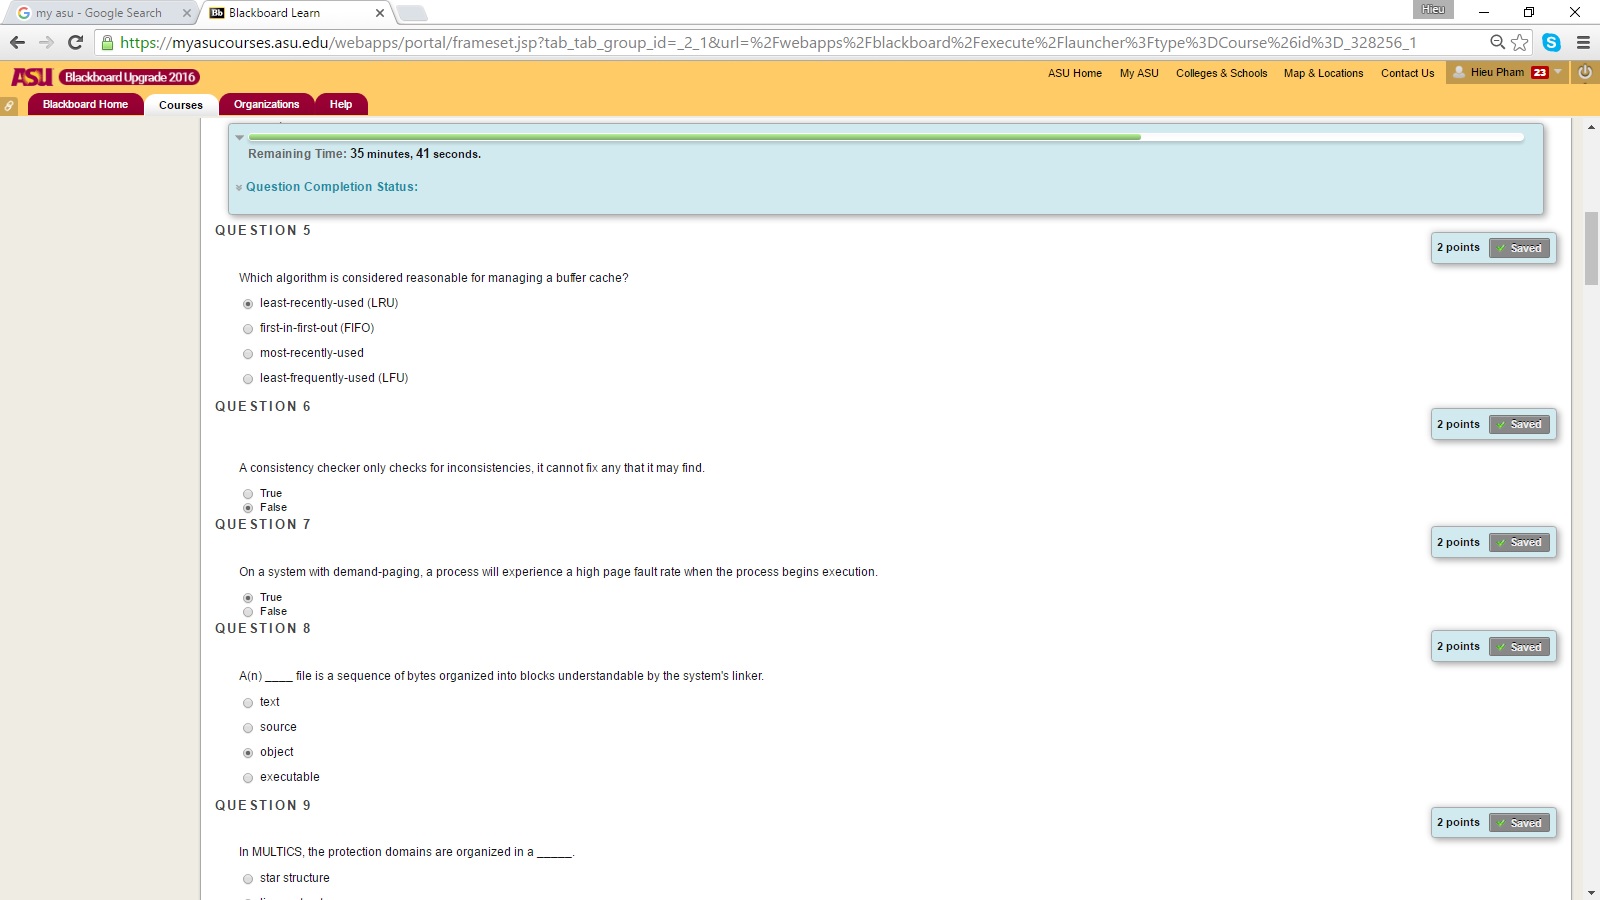 my asu - Google Search
Blackboard Learn
Hieu
https://myasucourses.asu.edu/webapps/portal/frameset.jsp?tab_tab_group_id=_2_1&url=%2Fwebapps%2Fblackboard%2Fexecute%2Flauncher%3Ftype%3DCourse%26id%3D_328256_1
ASU Blackboard Upgrade 2016
ASU Home My ASU Colleges & Schools Map & Locations Contact Us Hieu Pham 23
Blackboard Home Courses Organizations Help
Remaining Time: 35 minutes, 41 seconds.
Question Completion Status:
QUESTION 5
2 points Saved
Which algorithm is considered reasonable for managing a buffer cache?
least-recently-used (LRU)
first-in-first-out (FIFO)
most-recently-used
least-frequently-used (LFU)
QUESTION 6
2 points Saved
A consistency checker only checks for inconsistencies, it cannot fix any that it may find.
True
False
QUESTION 7
2 points Saved
On a system with demand-paging, a process will experience a high page fault rate when the process begins execution.
True
False
QUESTION 8
2 points Saved
A(n) ____ file is a sequence of bytes organized into blocks understandable by the system's linker.
text
source
object
executable
QUESTION 9
2 points Saved
In MULTICS, the protection domains are organized in a _____.
star structure